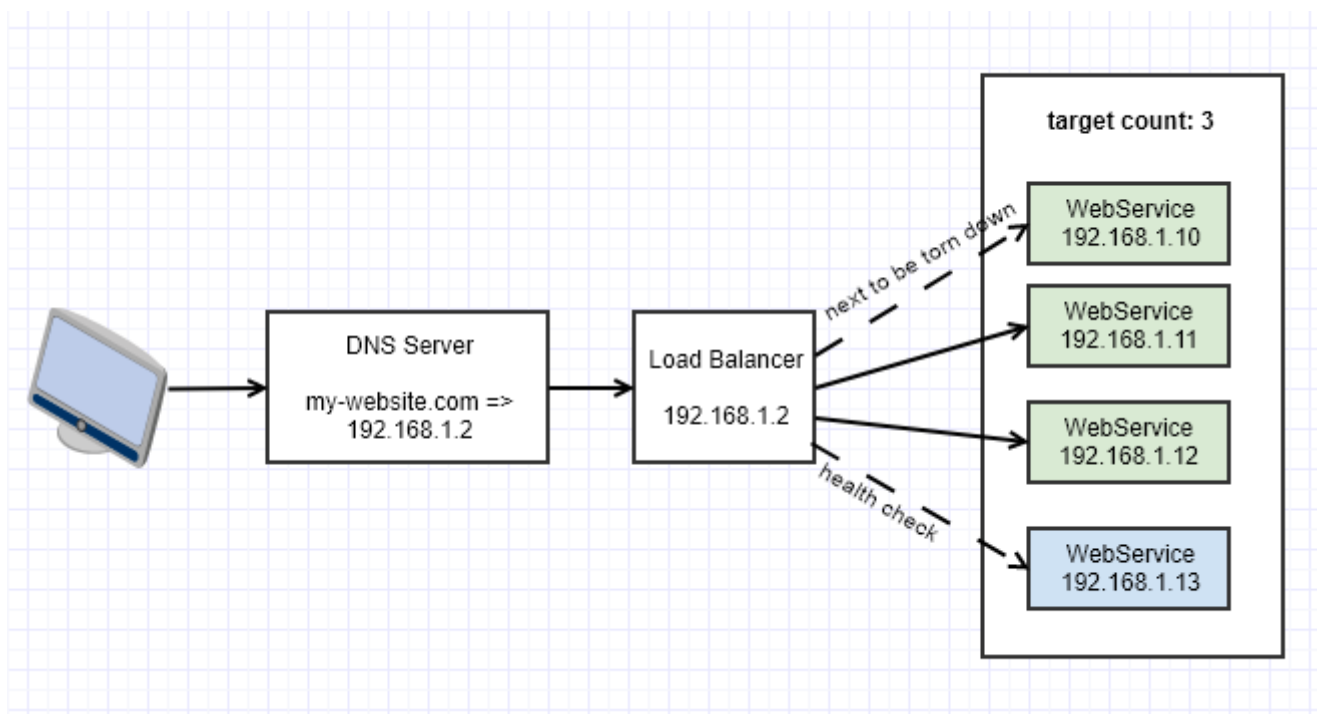 target count: 3
WebService
192.168.1.10
next to be torn down
WebService
192.168.1.11
DNS Server
my-website.com =>
192.168.1.2
Load Balancer
192.168.1.2
WebService
192.168.1.12
health check
WebService
192.168.1.13